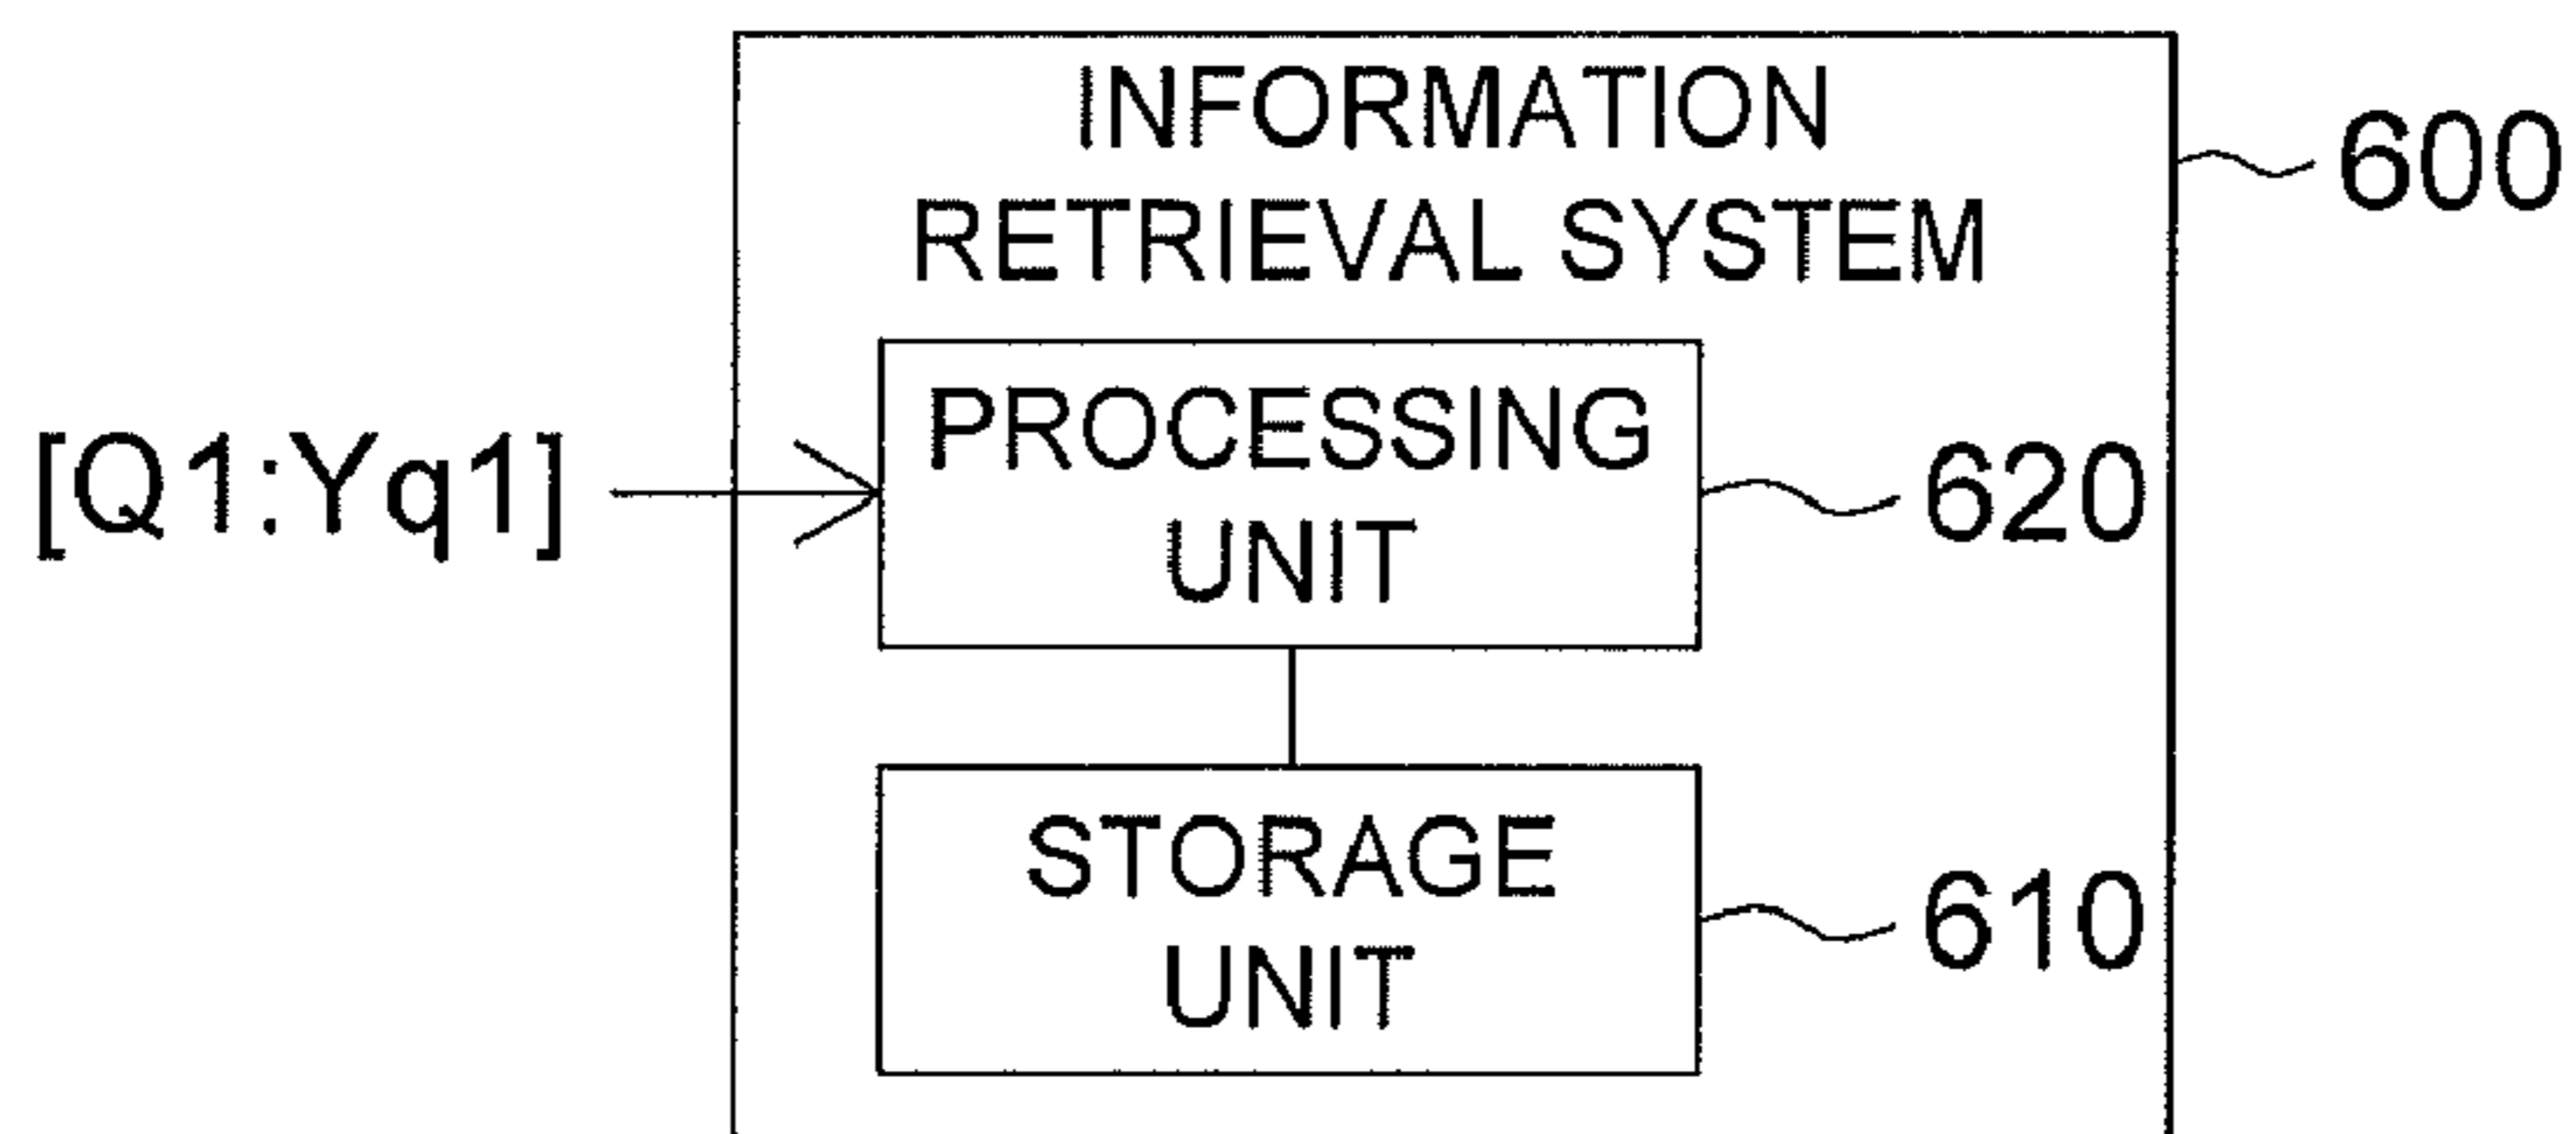 INFORMATION
RETRIEVAL SYSTEM
600
[Q1:Yq1]
PROCESSING
UNIT
620
STORAGE
UNIT
610